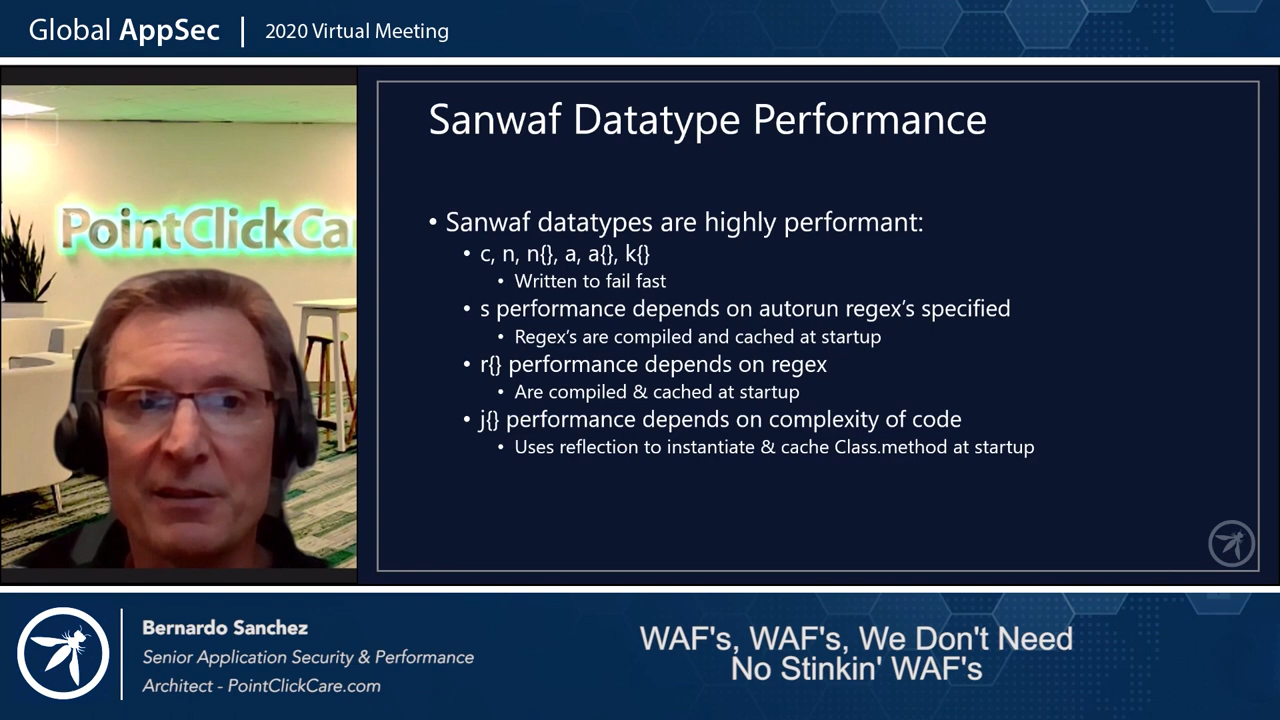 Global AppSec | 2020 Virtual Meeting
PointClickCa
Sanwaf Datatype Performance
• Sanwaf datatypes are highly performant:
• c, n, n{}, a, a{}, k{}
• Written to fail fast
• s performance depends on autorun regex’s specified
• Regex’s are compiled and cached at startup
• r{} performance depends on regex
• Are compiled & cached at startup
• j{} performance depends on complexity of code
• Uses reflection to instantiate & cache Class.method at startup
Bernardo Sanchez
Senior Application Security & Performance
Architect - PointClickCare.com
WAF's, WAF's, We Don't Need
No Stinkin' WAF's